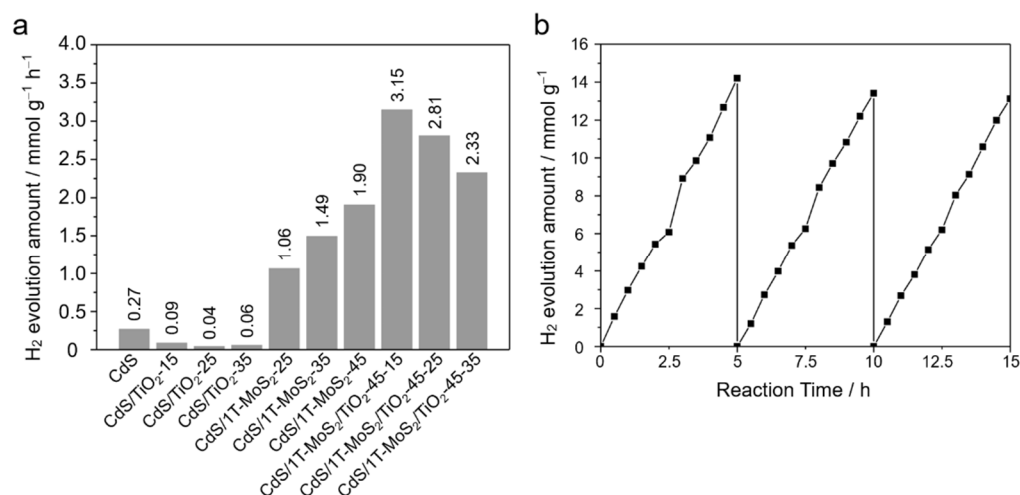 a
H₂ evolution amount / mmol g⁻¹ h⁻¹
4.0
3.5
3.0
2.5
2.0
1.5
1.0
0.5
0
0.27
0.09
0.04
0.06
1.06
1.49
1.90
3.15
2.81
2.33
CdS
CdS/TiO₂-15
CdS/TiO₂-25
CdS/TiO₂-35
CdS/1T-MoS₂-25
CdS/1T-MoS₂-35
CdS/1T-MoS₂-45
CdS/1T-MoS₂/TiO₂-45-15
CdS/1T-MoS₂/TiO₂-45-25
CdS/1T-MoS₂/TiO₂-45-35
b
H₂ evolution amount / mmol g⁻¹
16
14
12
10
8
6
4
2
0
0
2.5
5
7.5
10
12.5
15
Reaction Time / h